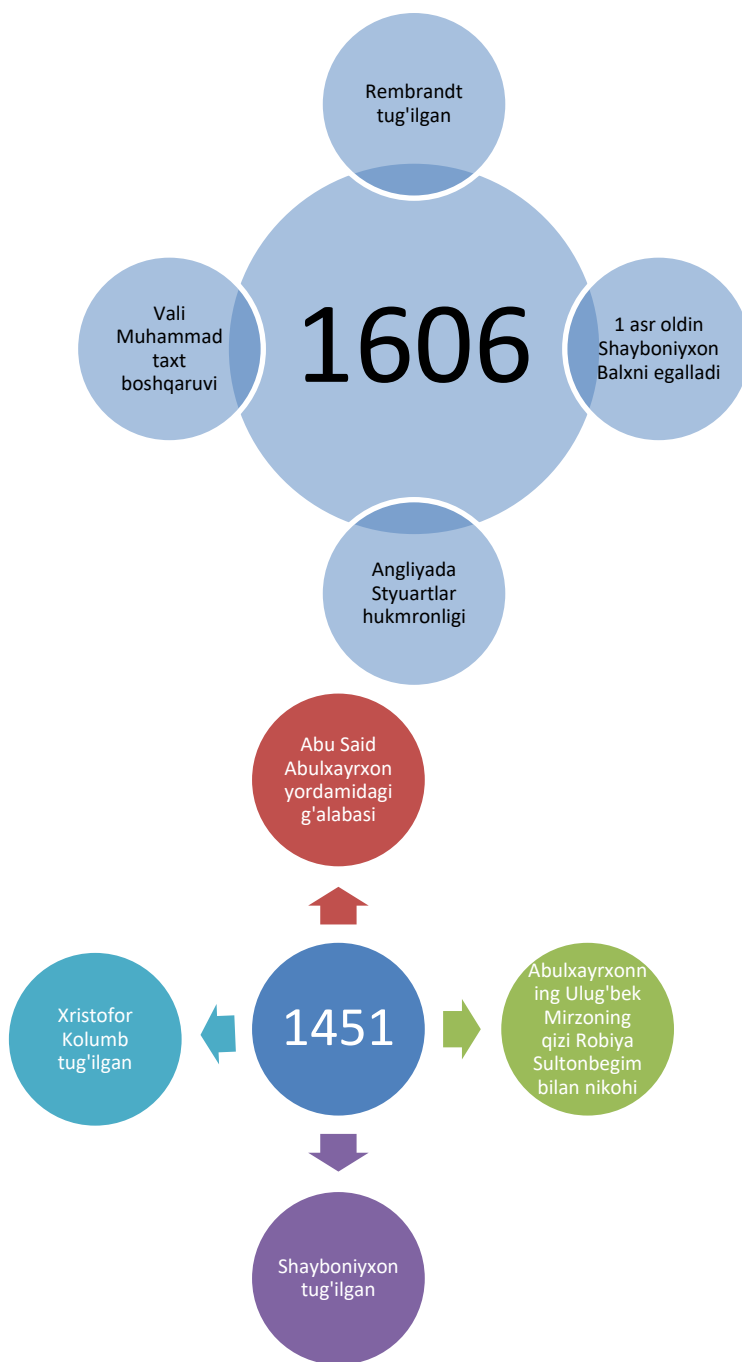 Rembrandt
tug'ilgan
Vali
Muhammad
taxt
boshqaruvi
1606
1 asr oldin
Shayboniyxon
Balxni egalladi
Angliyada
Styuartlar
hukmronligi
Abu Said
Abulxayrxon
yordamidagi
g'alabasi
Xristofor
Kolumb
tug'ilgan
1451
Abulxayrxonn
ing Ulug'bek
Mirzoning
qizi Robiya
Sultonbegim
bilan nikohi
Shayboniyxon
tug'ilgan